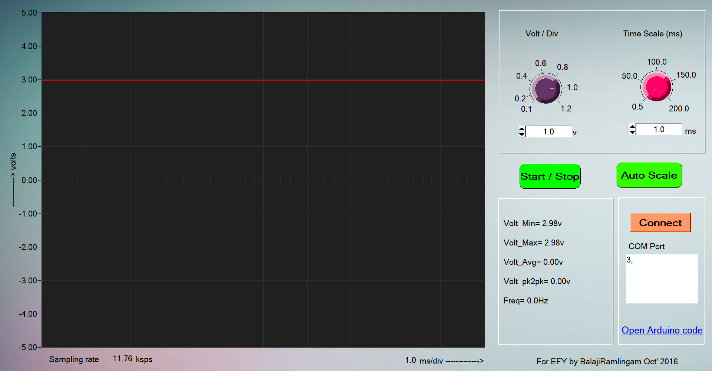 5.00
4.00
3.00
2.00
1.00
0.00
-1.00
-2.00
-3.00
-4.00
-5.00
-----------> volts
Sampling rate 11.76 ksps
1.0 ms/div ------------->
Volt / Div
0.1
0.2
0.4
0.6
0.8
1.0
1.2
1.0 v
Time Scale (ms)
0.5
50.0
100.0
150.0
200.0
1.0 ms
Start / Stop
Auto Scale
Volt_Min= 2.98v
Volt_Max= 2.98v
Volt_Avg= 0.00v
Volt_pk2pk= 0.00v
Freq= 0.0Hz
Connect
COM Port
3,
Open Arduino code
For EFY by BalajiRamlingam Oct' 2016